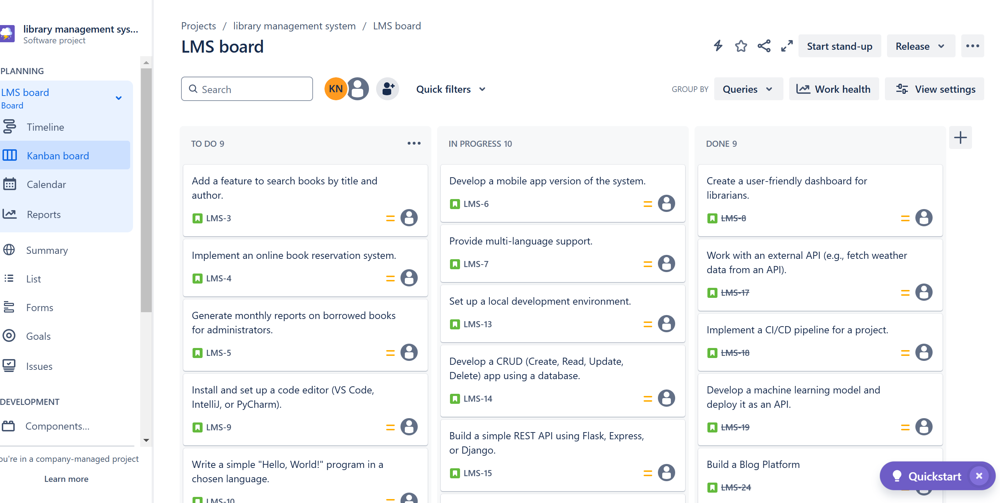 library management sys...
Software project
PLANNING
LMS board
Board
Timeline
Kanban board
Calendar
Reports
Summary
List
Forms
Goals
Issues
DEVELOPMENT
Components...
ou're in a company-managed project
Learn more
Projects / library management system / LMS board
LMS board
Start stand-up
Release
Search
KN
Quick filters
GROUP BY
Queries
Work health
View settings
TO DO 9
Add a feature to search books by title and
author.
LMS-3
Implement an online book reservation system.
LMS-4
Generate monthly reports on borrowed books
for administrators.
LMS-5
Install and set up a code editor (VS Code,
IntelliJ, or PyCharm).
LMS-9
Write a simple "Hello, World!" program in a
chosen language.
LMS-10
IN PROGRESS 10
Develop a mobile app version of the system.
LMS-6
Provide multi-language support.
LMS-7
Set up a local development environment.
LMS-13
Develop a CRUD (Create, Read, Update,
Delete) app using a database.
LMS-14
Build a simple REST API using Flask, Express,
or Django.
LMS-15
DONE 9
Create a user-friendly dashboard for
librarians.
LMS-8
Work with an external API (e.g., fetch weather
data from an API).
LMS-17
Implement a CI/CD pipeline for a project.
LMS-18
Develop a machine learning model and
deploy it as an API.
LMS-19
Build a Blog Platform
LMS-24
Quickstart